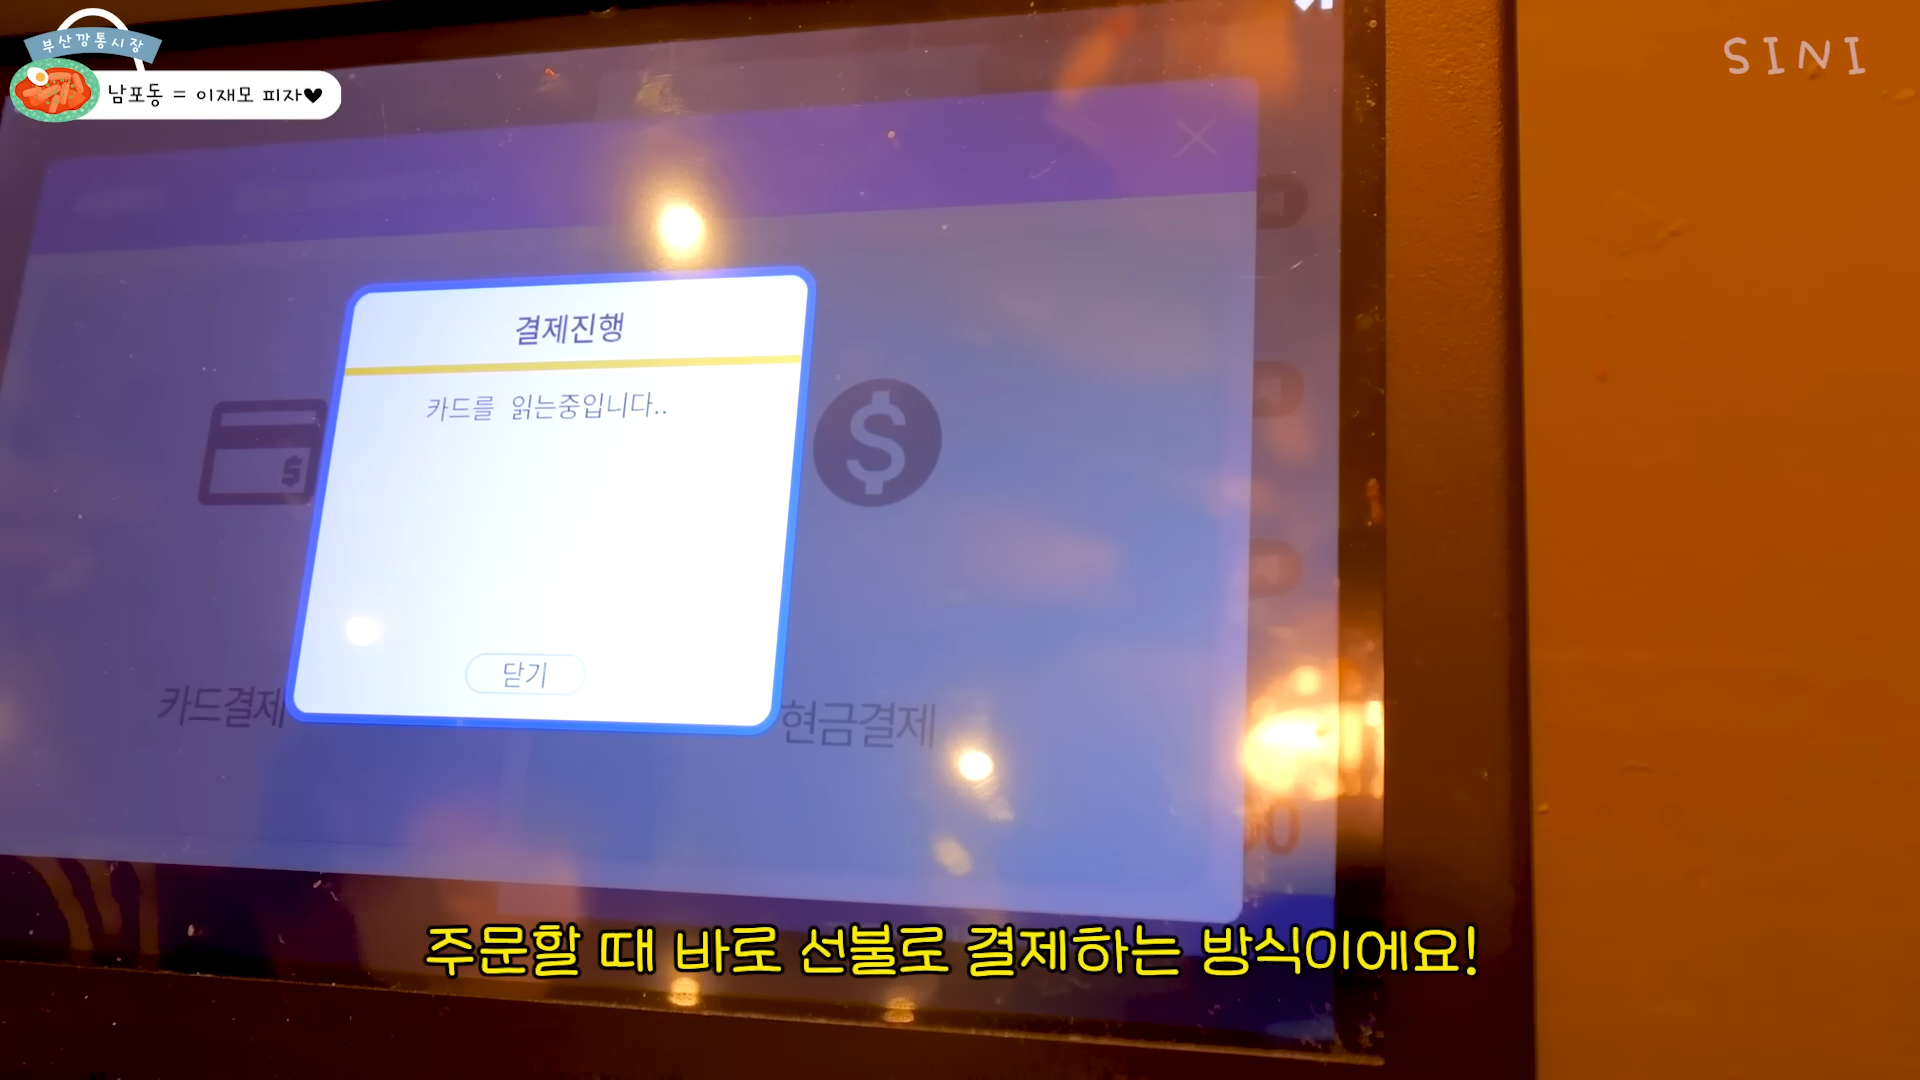 부산깡통시장
남포동 = 이재모 피자♥
SINI
결제진행
카드를 읽는중입니다..
닫기
카드결제
현금결제
주문할 때 바로 선불로 결제하는 방식이에요!